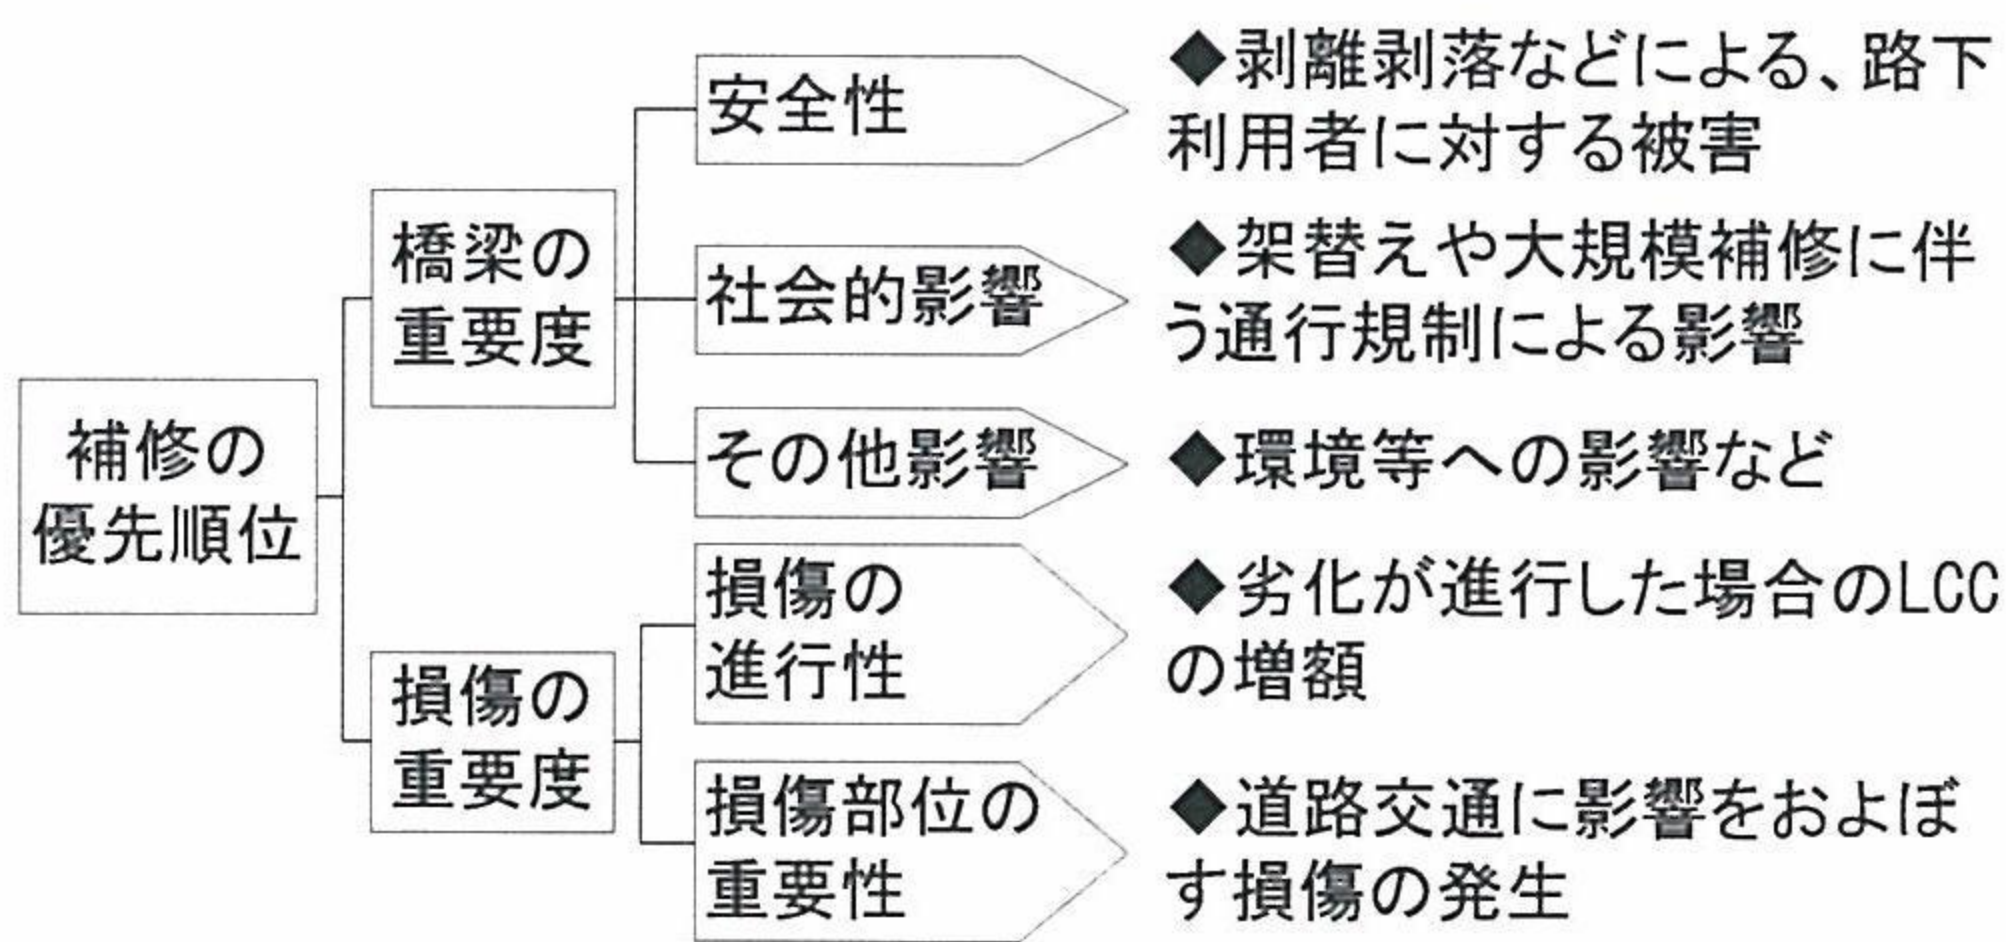 補修の
優先順位
橋梁の
重要度
安全性
◆剥離剥落などによる、路下
利用者に対する被害
社会的影響
◆架替えや大規模補修に伴
う通行規制による影響
その他影響
◆環境等への影響など
損傷の
重要度
損傷の
進行性
◆劣化が進行した場合のLCC
の増額
損傷部位の
重要性
◆道路交通に影響をおよぼ
す損傷の発生